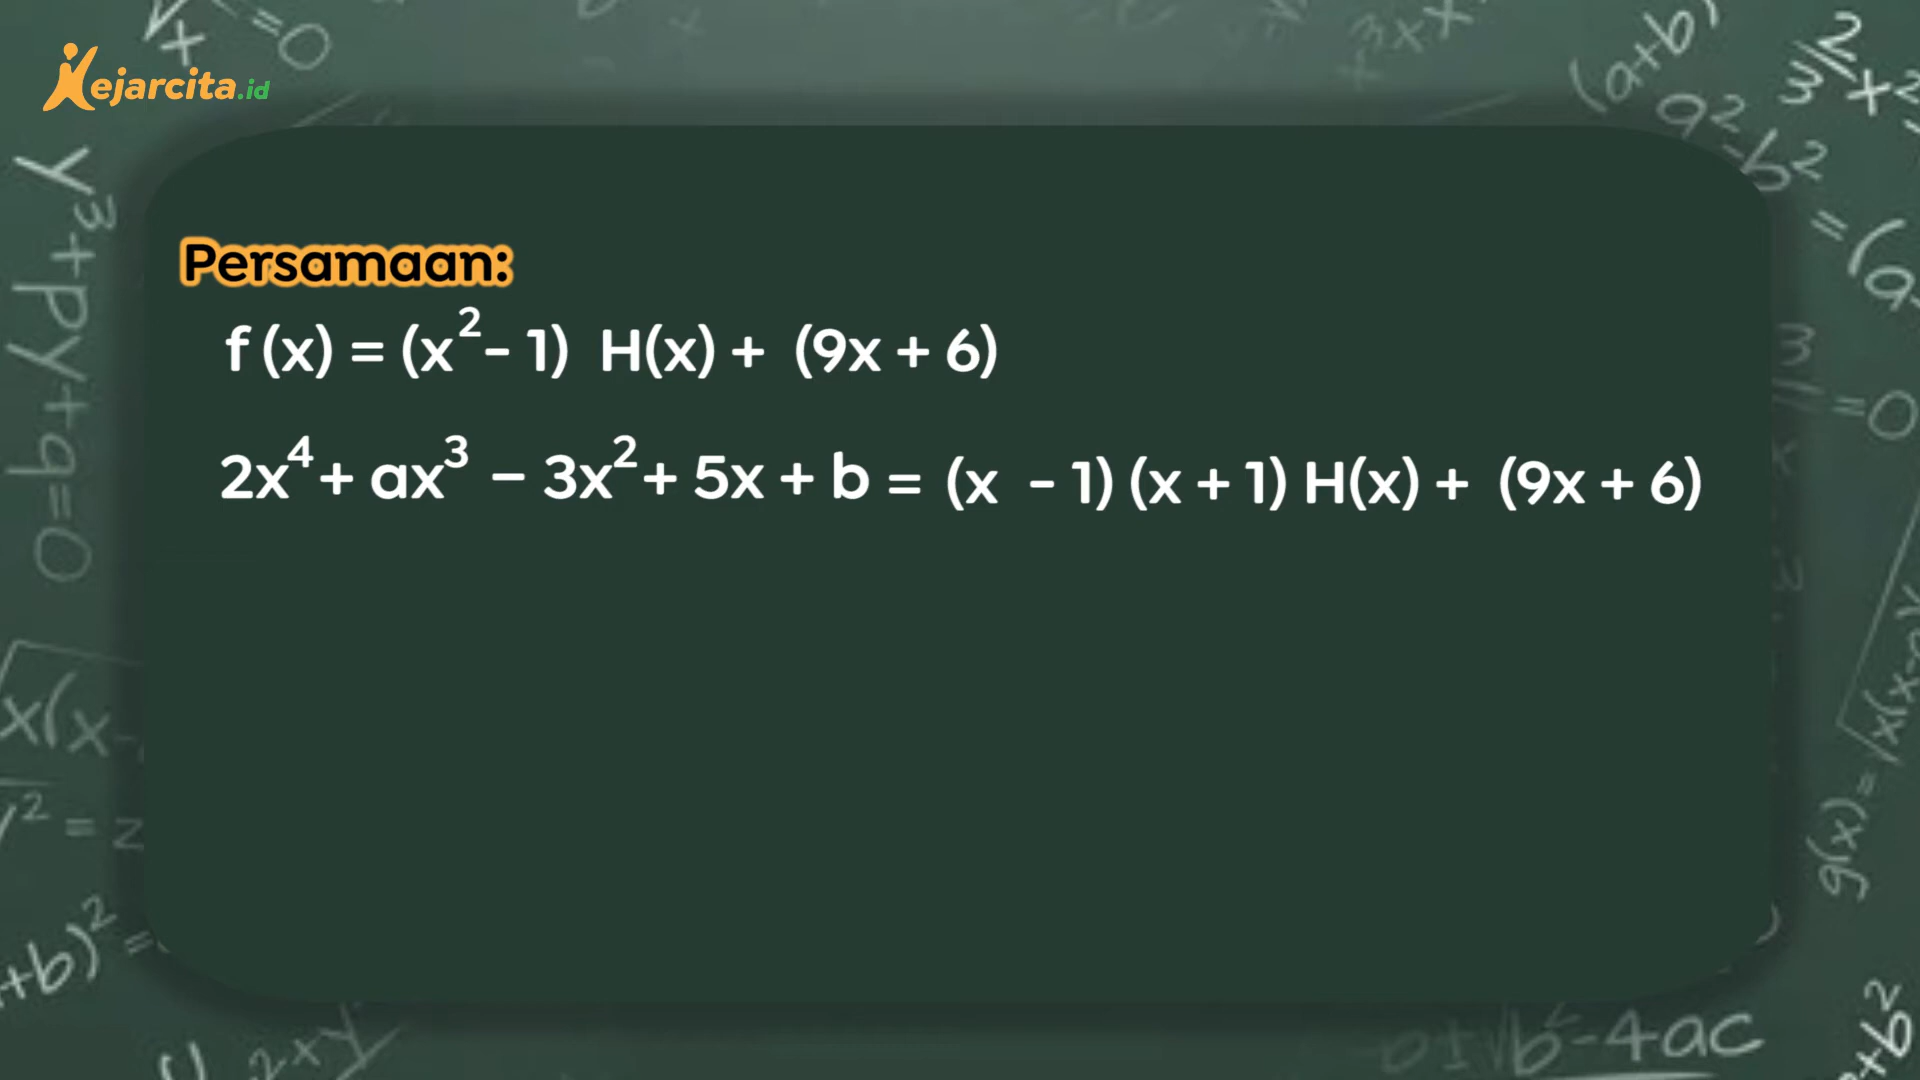 Kejarcita.id
Persamaan:
f (x) = (x² - 1) H(x) + (9x + 6)
2x⁴ + ax³ − 3x² + 5x + b = (x - 1) (x + 1) H(x) + (9x + 6)